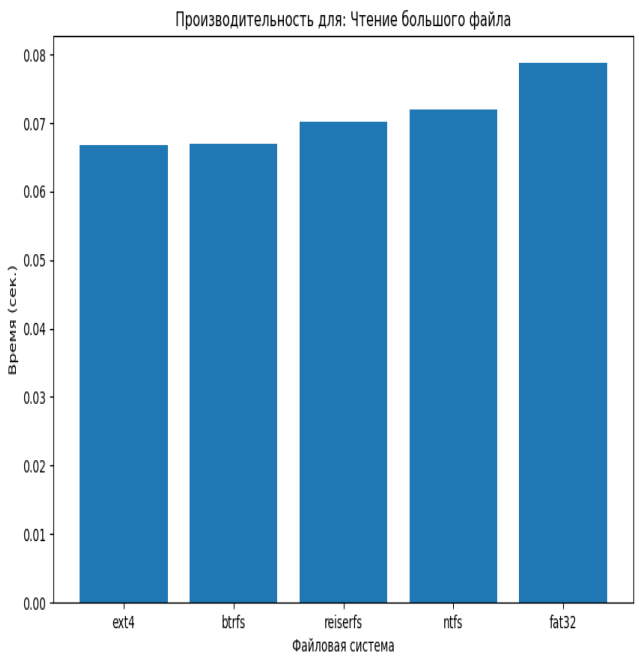 Производительность для: Чтение большого файла
0.08
0.07
0.06
0.05
0.04
0.03
0.02
0.01
0.00
Время (сек.)
ext4 btrfs reiserfs ntfs fat32
Файловая система